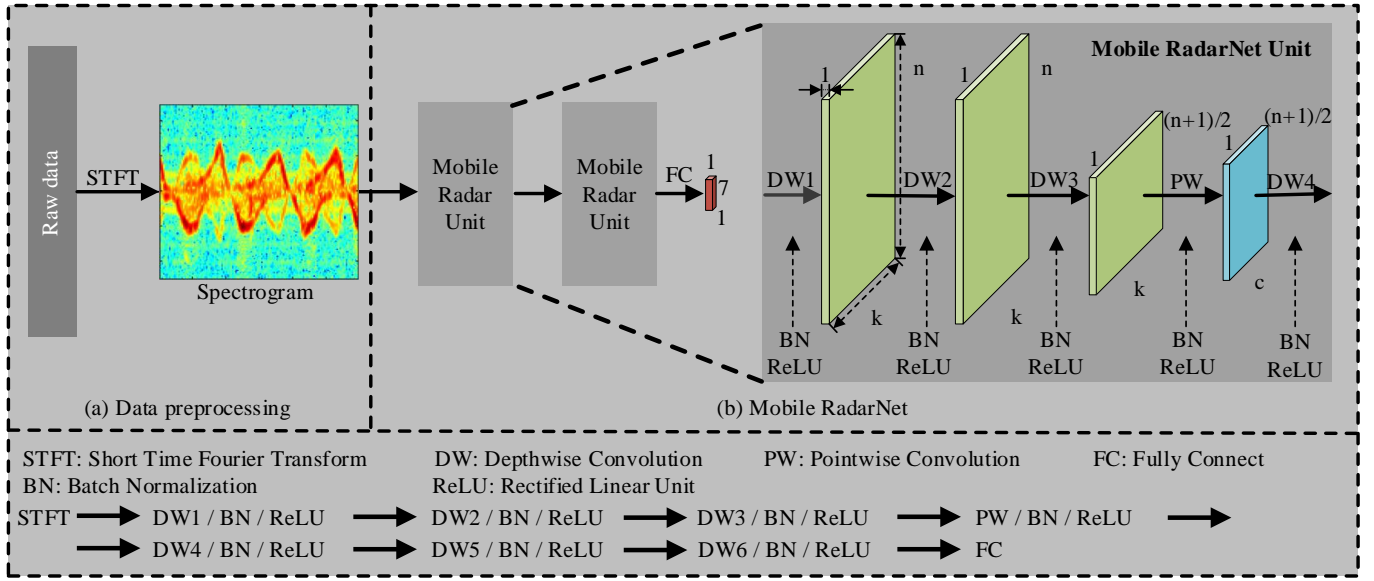 Raw data
STFT
Spectrogram
(a) Data preprocessing
Mobile
Radar
Unit
Mobile
Radar
Unit
FC
1
7
1
Mobile RadarNet Unit
DW1
1
n
k
BN
ReLU
DW2
1
n
k
BN
ReLU
DW3
1
(n+1)/2
k
BN
ReLU
PW
1
(n+1)/2
c
BN
ReLU
DW4
BN
ReLU
(b) Mobile RadarNet
STFT: Short Time Fourier Transform DW: Depthwise Convolution PW: Pointwise Convolution FC: Fully Connect
BN: Batch Normalization ReLU: Rectified Linear Unit
STFT DW1 / BN / ReLU DW2 / BN / ReLU DW3 / BN / ReLU PW / BN / ReLU
DW4 / BN / ReLU DW5 / BN / ReLU DW6 / BN / ReLU FC